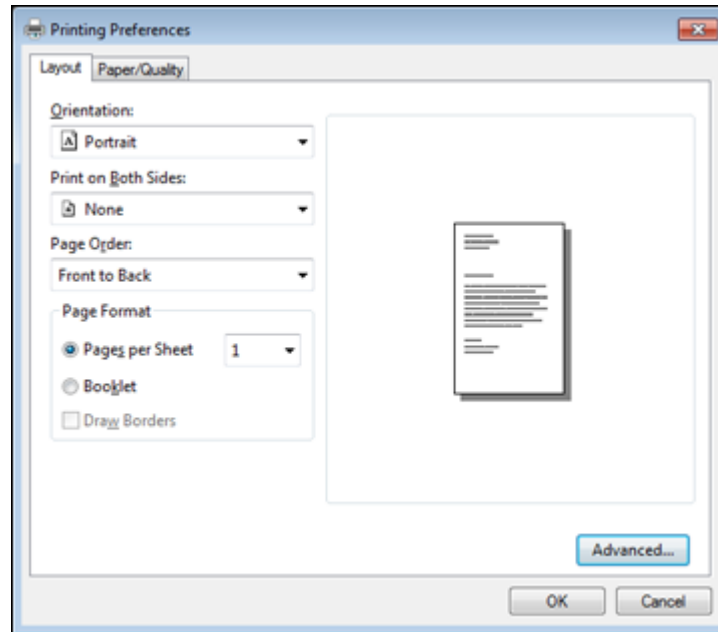 Printing Preferences
Layout Paper/Quality
Orientation:
A Portrait
Print on Both Sides:
None
Page Order:
Front to Back
Page Format
Pages per Sheet 1
Booklet
Draw Borders
Advanced...
OK Cancel